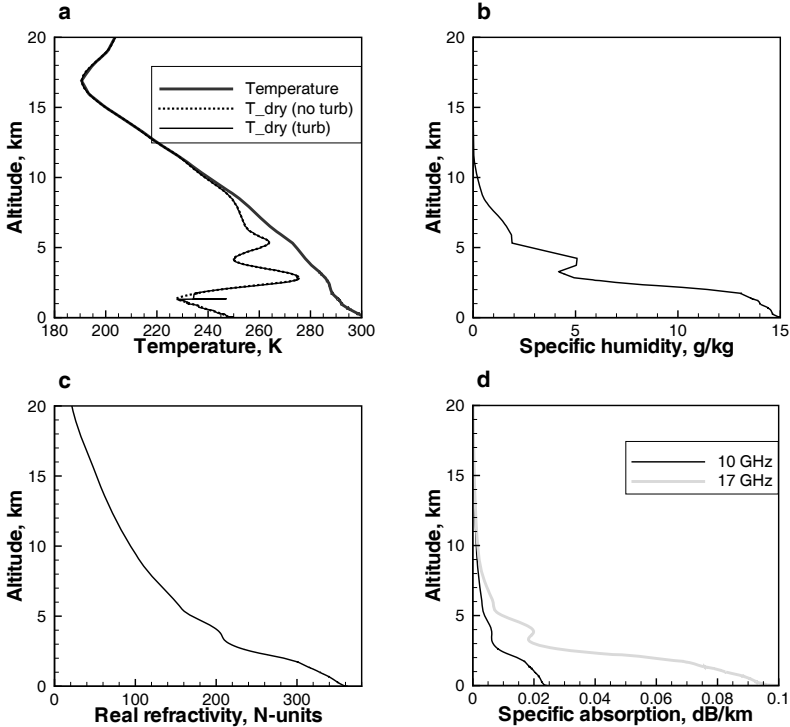 a
20
15
10
5
0
Altitude, km
Temperature
T_dry (no turb)
T_dry (turb)
180 200 220 240 260 280 300
Temperature, K
b
20
15
10
5
0
Altitude, km
0 5 10 15
Specific humidity, g/kg
c
20
15
10
5
0
Altitude, km
0 100 200 300
Real refractivity, N-units
d
20
15
10
5
0
Altitude, km
10 GHz
17 GHz
0 0.02 0.04 0.06 0.08 0.1
Specific absorption, dB/km